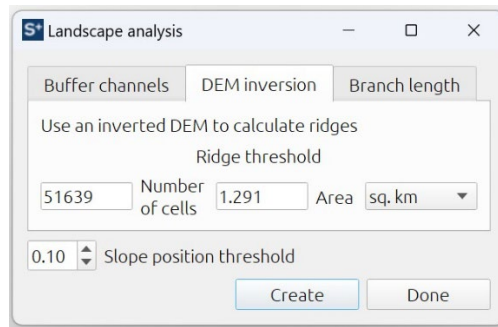 S+ Landscape analysis
Buffer channels DEM inversion Branch length
Use an inverted DEM to calculate ridges
Ridge threshold
51639 Number of cells 1.291 Area sq. km
0.10 Slope position threshold
Create Done